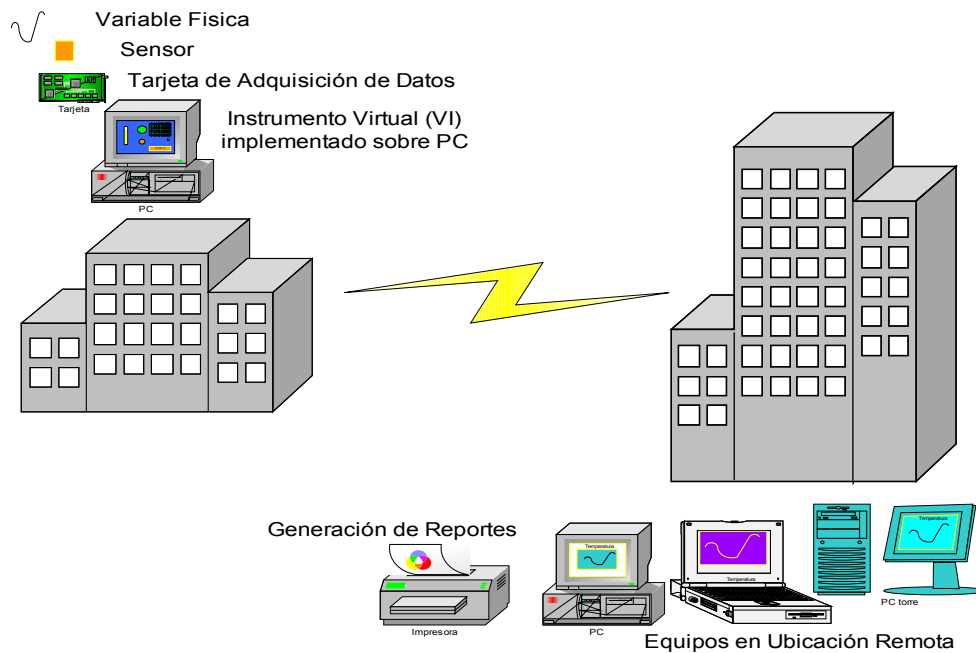 Variable Fisica
Sensor
Tarjeta de Adquisición de Datos
Tarjeta
Instrumento Virtual (VI)
implementado sobre PC
PC
Generación de Reportes
Impresora
Temperatura
PC
Temperatura
Temperatura
PC torre
Equipos en Ubicación Remota